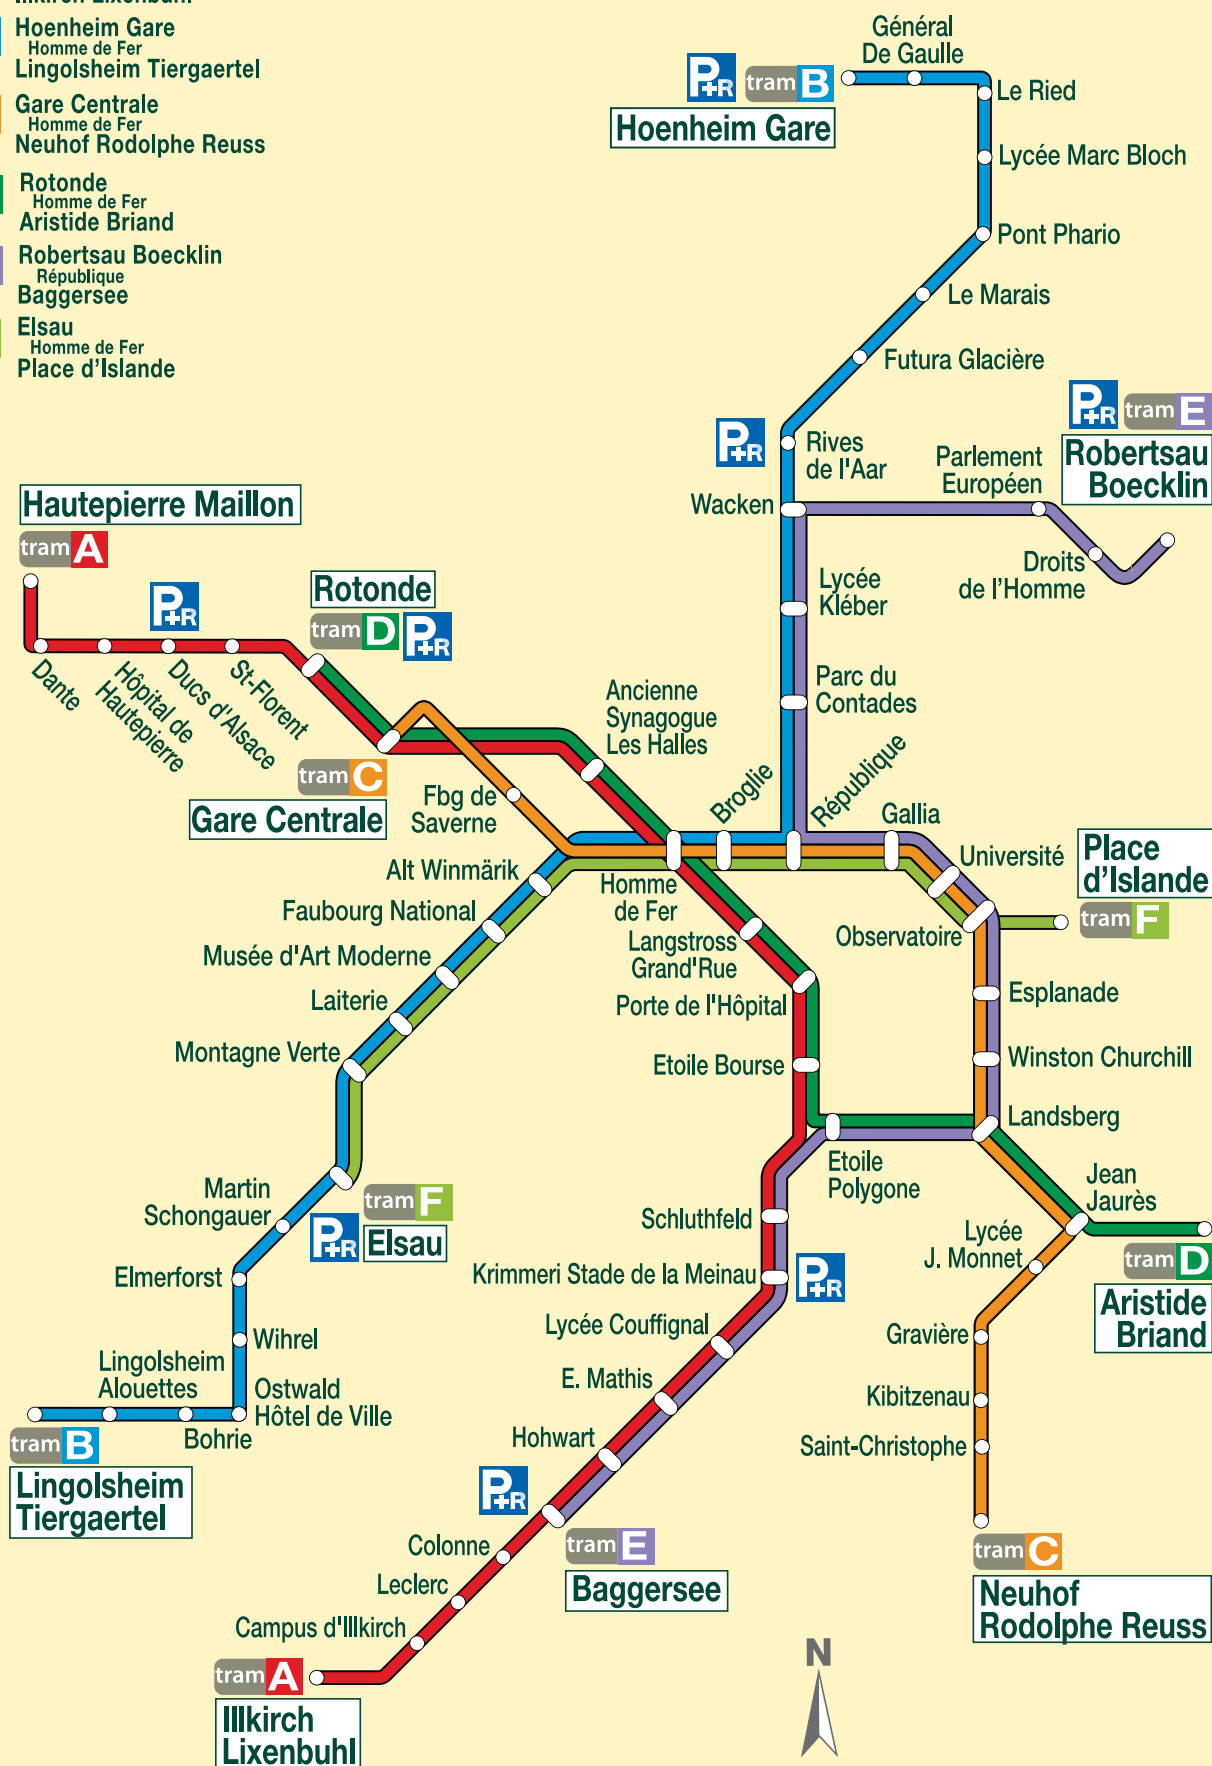 Hoenheim Gare
Homme de Fer
Lingolsheim Tiergaertel
Gare Centrale
Homme de Fer
Neuhof Rodolphe Reuss
Rotonde
Homme de Fer
Aristide Briand
Robertsau Boecklin
République
Baggersee
Elsau
Homme de Fer
Place d'Islande
Général
De Gaulle
P+R tram B
Hoenheim Gare
Le Ried
Lycée Marc Bloch
Pont Phario
Le Marais
Futura Glacière
P+R tram E
Robertsau
Boecklin
P+R
Rives
de l'Aar
Parlement
Européen
Wacken
Droits
de l'Homme
Hautepierre Maillon
tram A
Lycée
Kléber
P+R
Rotonde
tram D P+R
Dante
Hôpital de
Hautepierre
Ducs d'Alsace
St-Florent
Parc du
Contades
Ancienne
Synagogue
Les Halles
tram C
Gare Centrale
Fbg de
Saverne
Broglie
République
Gallia
Université
Place
d'Islande
tram F
Alt Winmärik
Homme
de Fer
Faubourg National
Langstross
Grand'Rue
Observatoire
Musée d'Art Moderne
Laiterie
Porte de l'Hôpital
Esplanade
Montagne Verte
Etoile Bourse
Winston Churchill
Landsberg
Etoile
Polygone
Jean
Jaurès
Martin
Schongauer
tram F
P+R Elsau
Schluthfeld
Lycée
J. Monnet
tram D
Aristide
Briand
Elmerforst
Krimmeri Stade de la Meinau
P+R
Wihrel
Lycée Couffignal
Gravière
Lingolsheim
Alouettes
Ostwald
Hôtel de Ville
E. Mathis
Kibitzenau
Bohrie
Hohwart
Saint-Christophe
tram B
Lingolsheim
Tiergaertel
P+R
Colonne
tram E
Baggersee
tram C
Neuhof
Rodolphe Reuss
Leclerc
Campus d'Illkirch
tram A
Illkirch
Lixenbuhl
N